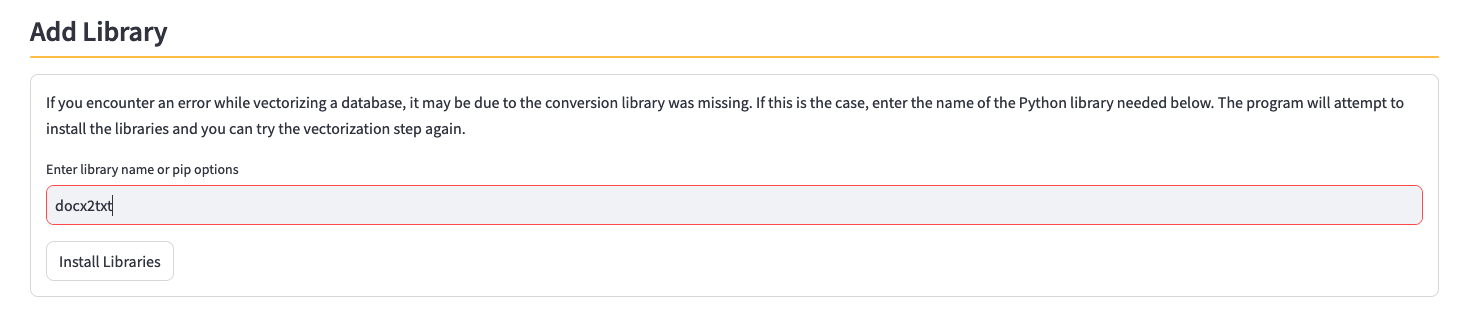 Add Library
If you encounter an error while vectorizing a database, it may be due to the conversion library was missing. If this is the case, enter the name of the Python library needed below. The program will attempt to
install the libraries and you can try the vectorization step again.
Enter library name or pip options
docx2txt
Install Libraries